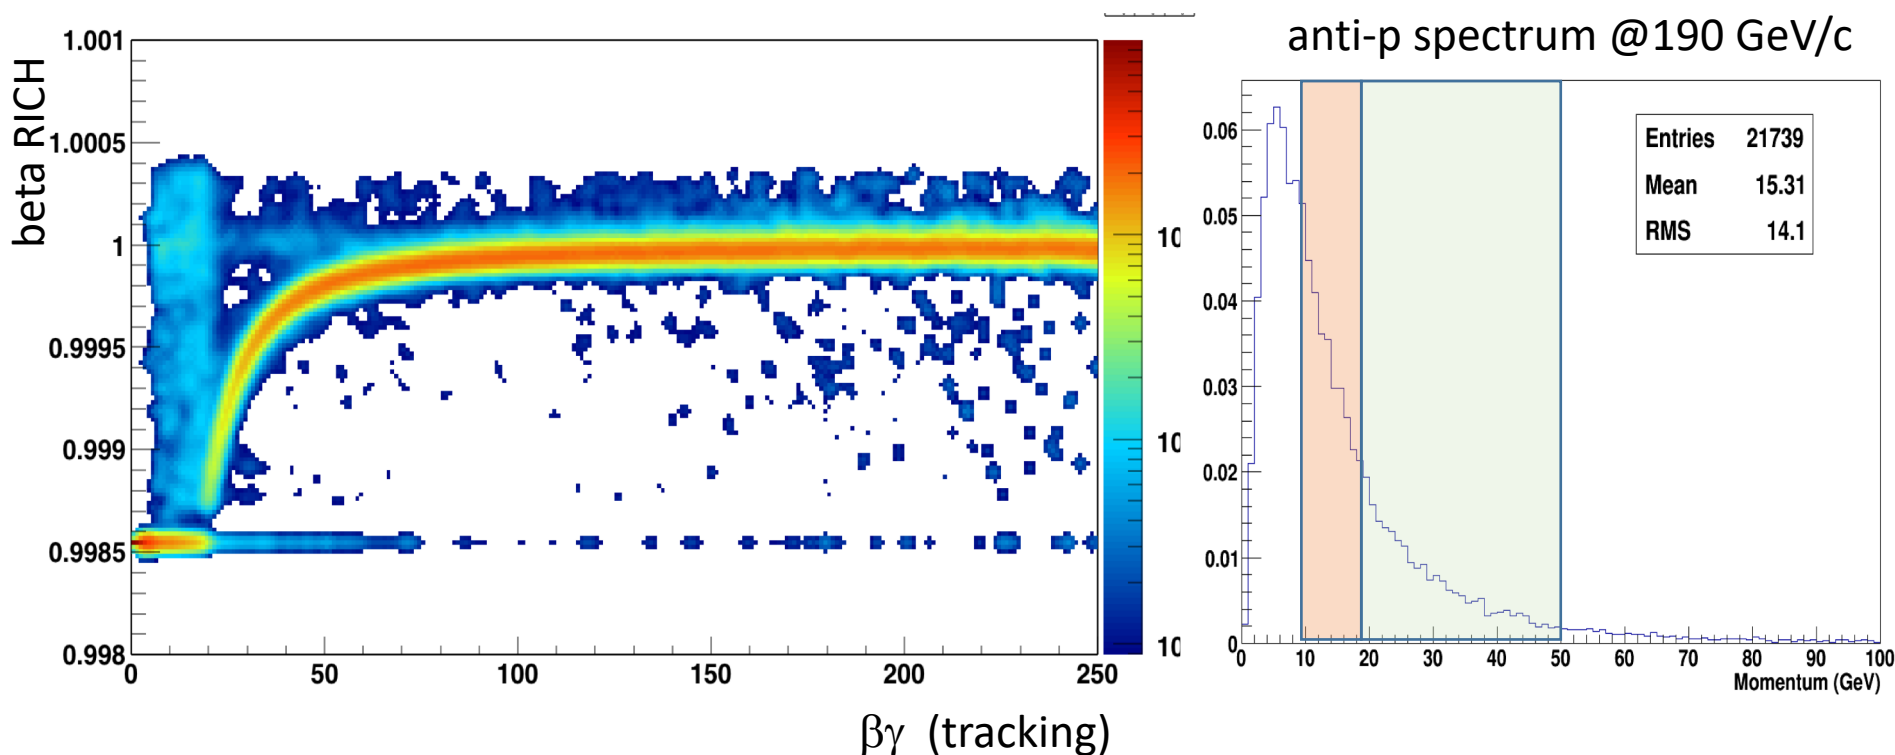 anti-p spectrum @190 GeV/c
beta RICH
1.001
1.0005
1
0.9995
0.999
0.9985
0.998
0 50 100 150 200 250
βγ (tracking)
10
10
10
Entries 21739
Mean 15.31
RMS 14.1
0.06
0.05
0.04
0.03
0.02
0.01
0
0 10 20 30 40 50 60 70 80 90 100
Momentum (GeV)